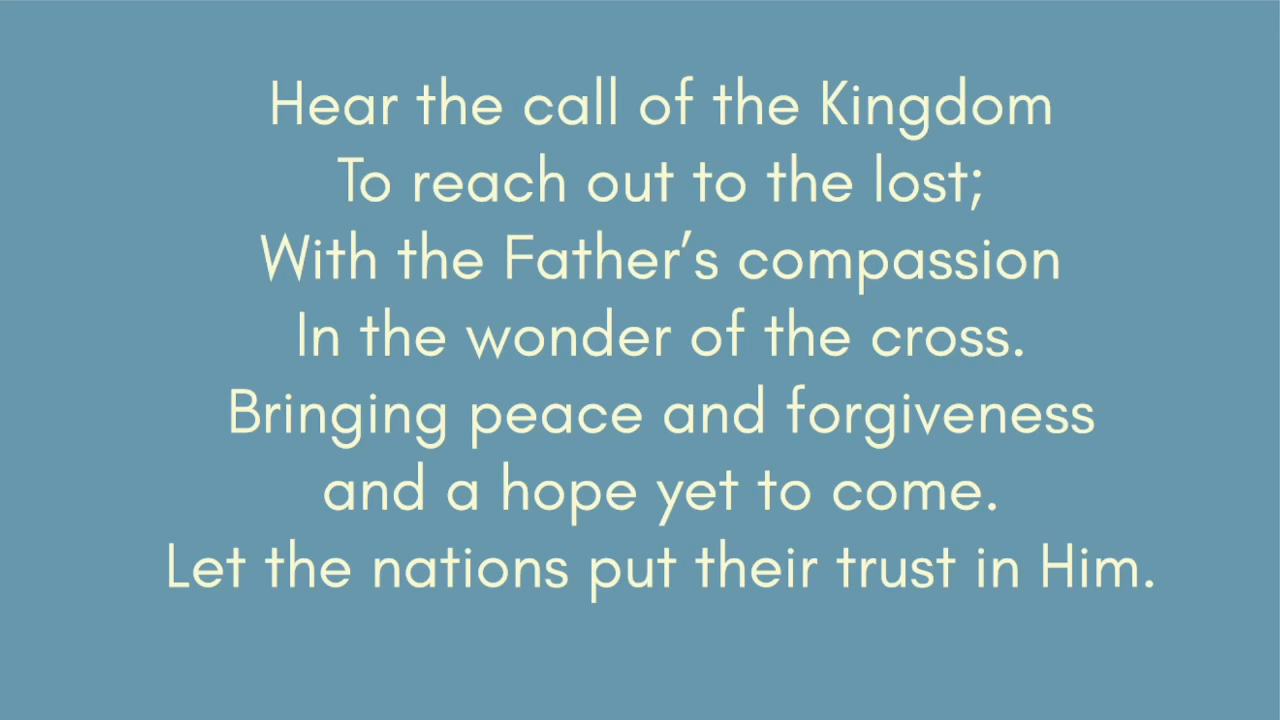 Hear the call of the Kingdom
To reach out to the lost;
With the Father’s compassion
In the wonder of the cross.
Bringing peace and forgiveness
and a hope yet to come.
Let the nations put their trust in Him.